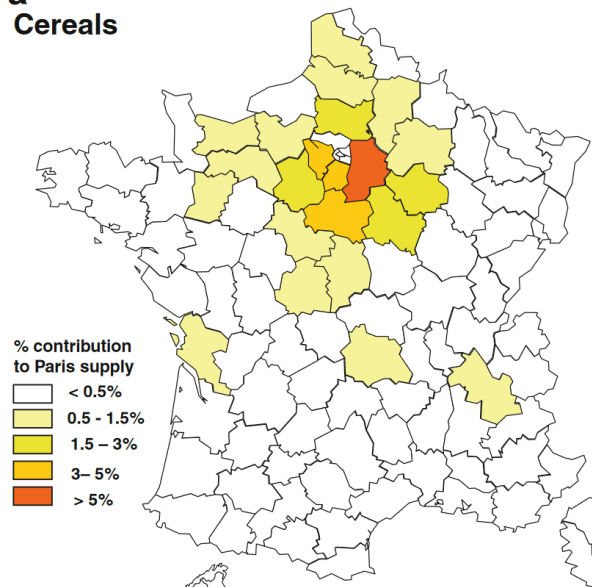 a
Cereals
% contribution
to Paris supply
< 0.5%
0.5 - 1.5%
1.5 – 3%
3– 5%
> 5%